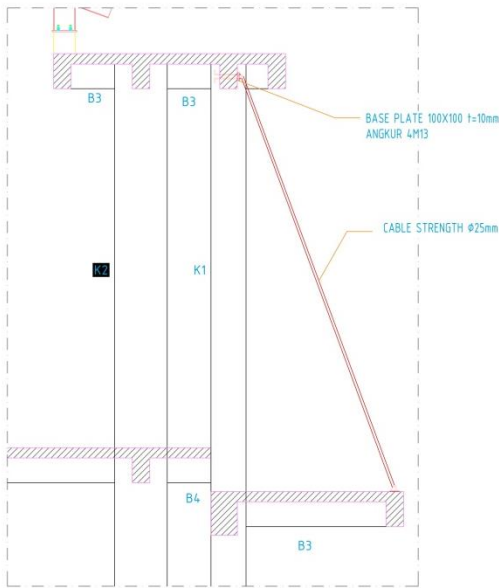 B3
B3
BASE PLATE 100X100 t=10mm
ANGKUR 4M13
CABLE STRENGTH Φ25mm
K2
K1
B4
B3